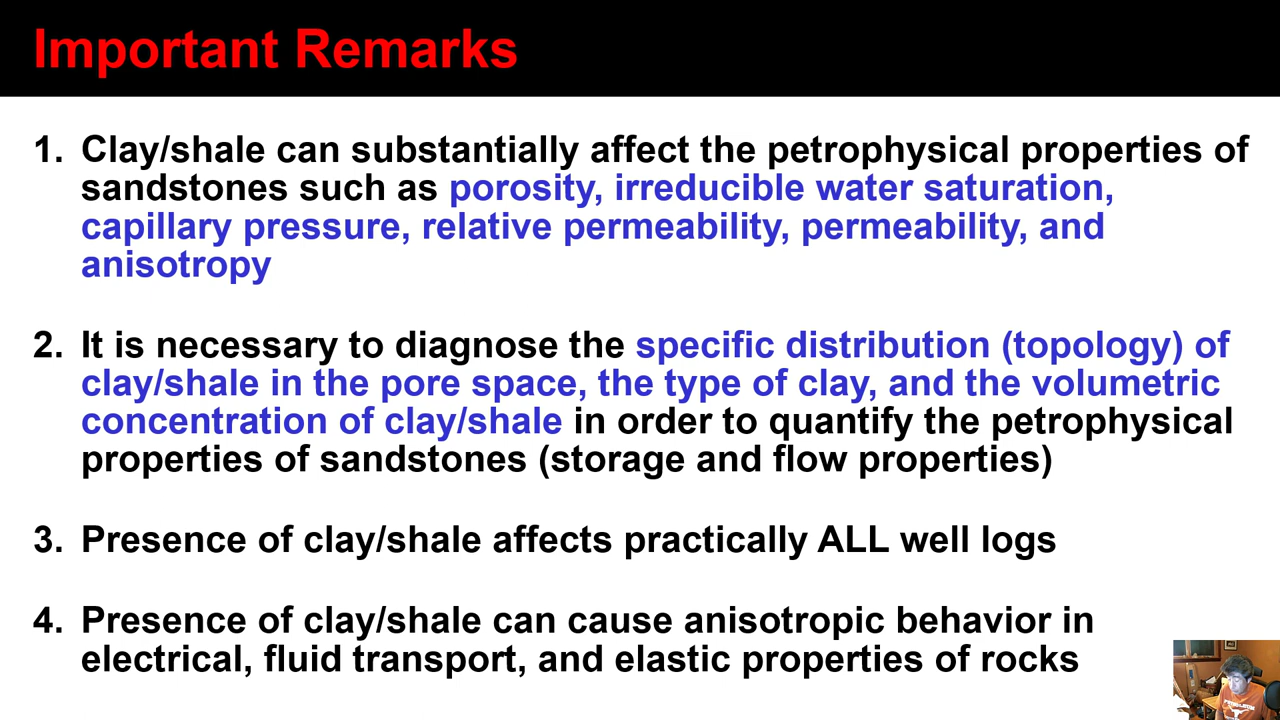 Important Remarks
1. Clay/shale can substantially affect the petrophysical properties of
sandstones such as porosity, irreducible water saturation,
capillary pressure, relative permeability, permeability, and
anisotropy
2. It is necessary to diagnose the specific distribution (topology) of
clay/shale in the pore space, the type of clay, and the volumetric
concentration of clay/shale in order to quantify the petrophysical
properties of sandstones (storage and flow properties)
3. Presence of clay/shale affects practically ALL well logs
4. Presence of clay/shale can cause anisotropic behavior in
electrical, fluid transport, and elastic properties of rocks